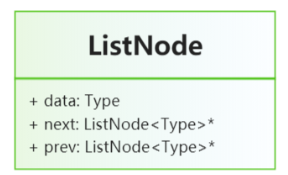 ListNode
+ data: Type
+ next: ListNode<Type>*
+ prev: ListNode<Type>*